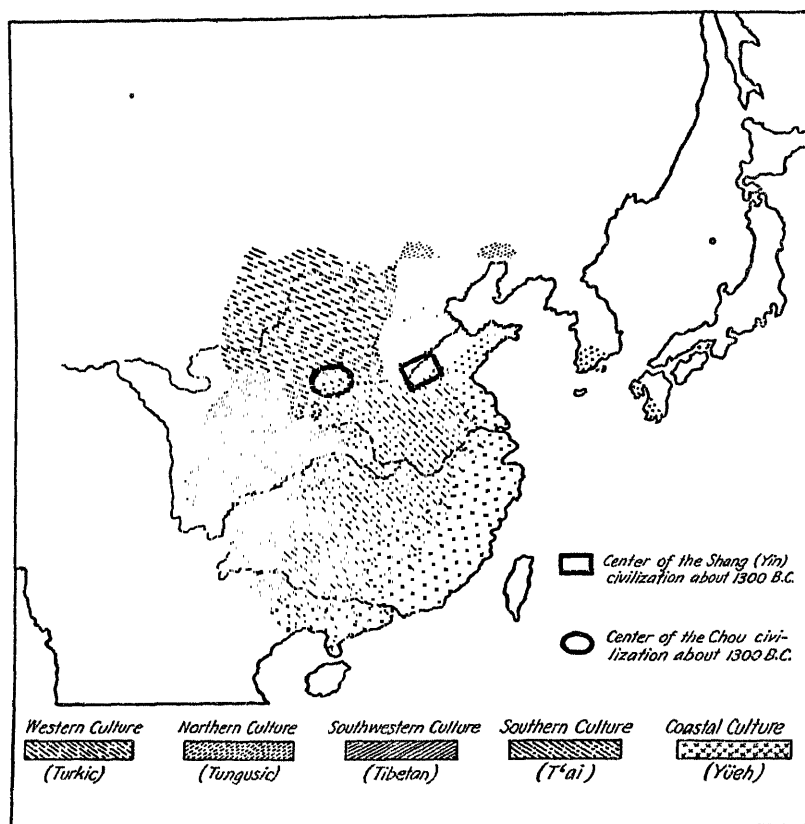 Center of the Shang (Yin)
civilization about 1300 B.C.
Center of the Chou civi-
lization about 1300 B.C.
Western Culture
(Turkic)
Northern Culture
(Tungusic)
Southwestern Culture
(Tibetan)
Southern Culture
(T‘ai)
Coastal Culture
(Yüeh)